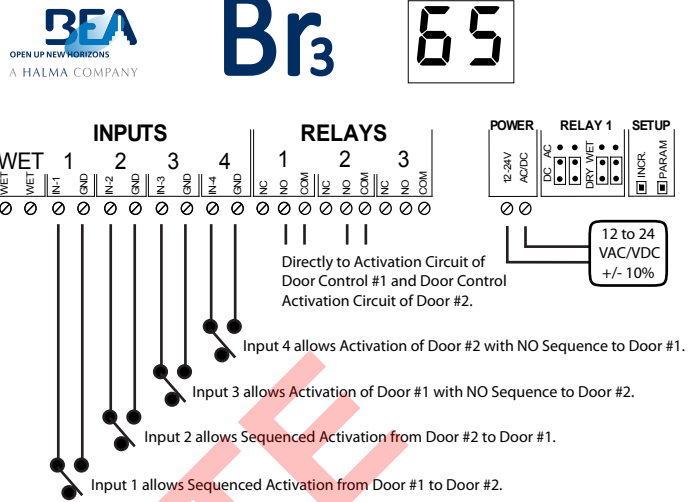 BEA
OPEN UP NEW HORIZONS
A HALMA COMPANY
Br3
65
INPUTS
RELAYS
POWER
RELAY 1
SETUP
WET 1 2 3 4 1 2 3
WET WET IN-1 GND IN-2 GND IN-3 GND IN-4 GND NC NO COM NC NO COM NC NO COM
12-24V
AC/DC
DC AC
DRY WET
INCR.
PARAM
12 to 24
VAC/VDC
+/- 10%
Directly to Activation Circuit of
Door Control #1 and Door Control
Activation Circuit of Door #2.
Input 4 allows Activation of Door #2 with NO Sequence to Door #1.
Input 3 allows Activation of Door #1 with NO Sequence to Door #2.
Input 2 allows Sequenced Activation from Door #2 to Door #1.
Input 1 allows Sequenced Activation from Door #1 to Door #2.